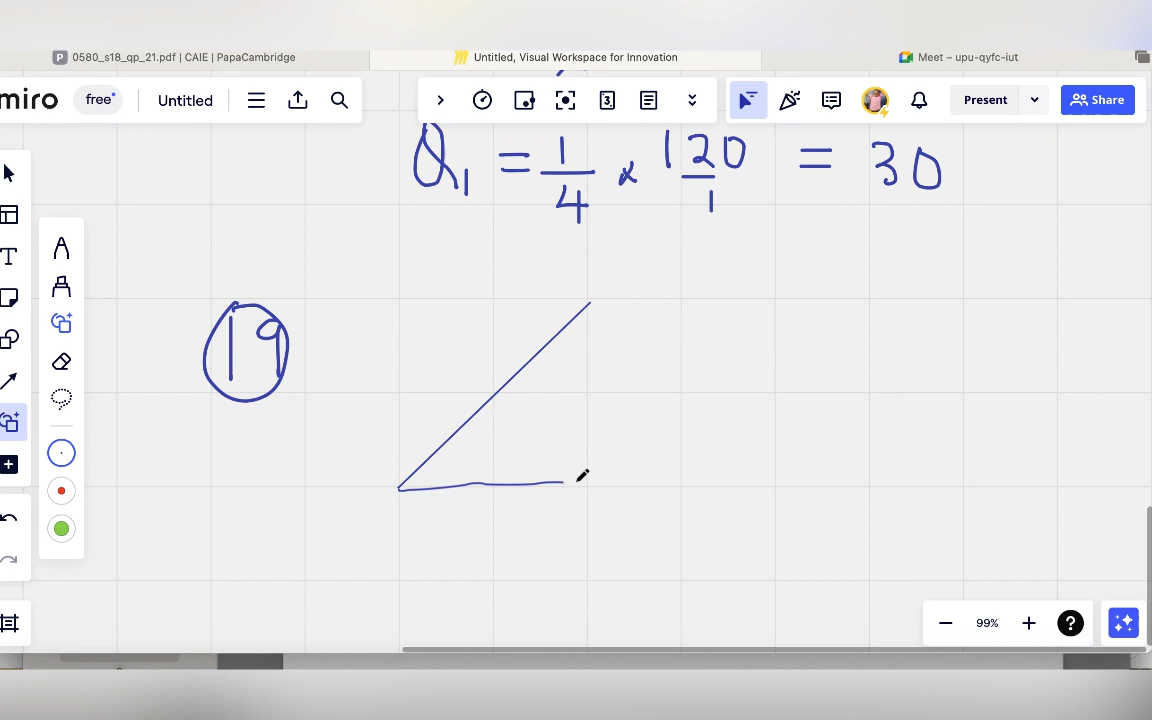 0580_s18_qp_21.pdf | CAIE | PapaCambridge
Untitled, Visual Workspace for Innovation
Meet – upu-qyfc-iut
miro
free
Untitled
3
Present
Share
Q₁ = 1/4 × 120/1 = 30
19
99%
?